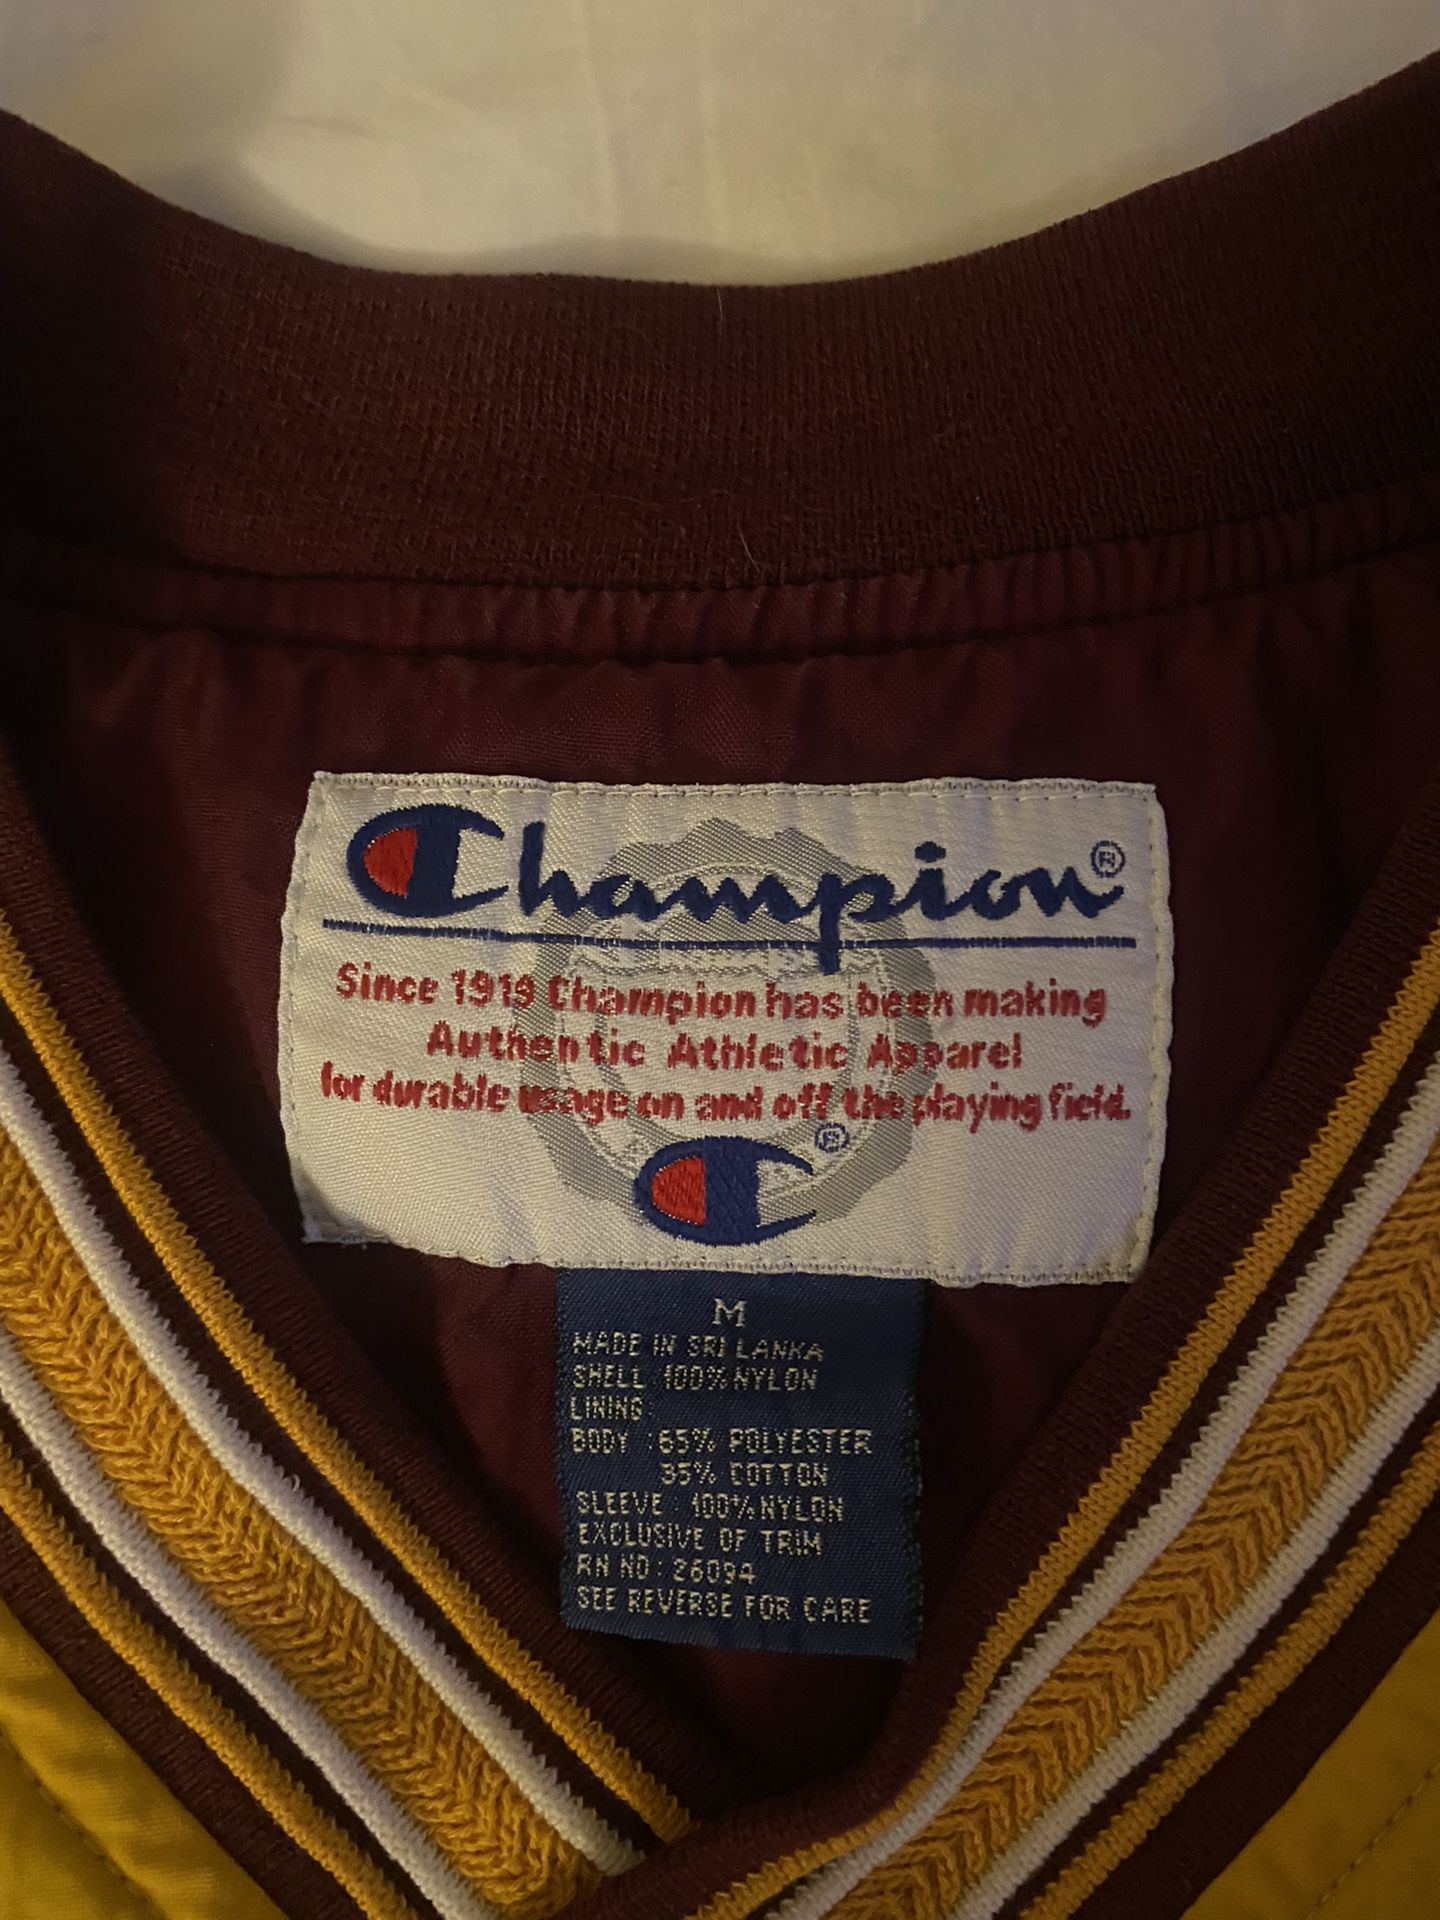 Champion®
Since 1919 Champion has been making
Authentic Athletic Apparel
for durable usage on and off the playing field.
®
M
MADE IN SRI LANKA
SHELL 100% NYLON
LINING
BODY : 65% POLYESTER
35% COTTON
SLEEVE : 100% NYLON
EXCLUSIVE OF TRIM
RN NO : 26094
SEE REVERSE FOR CARE